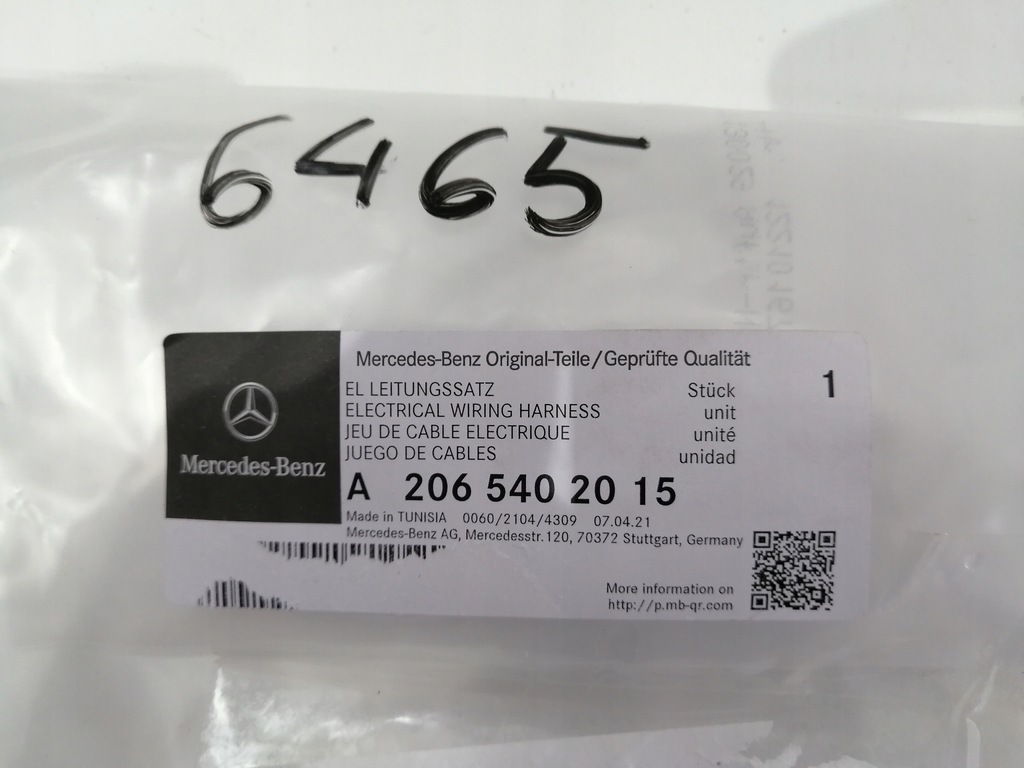 6465
Mercedes-Benz
Mercedes-Benz Original-Teile/Geprüfte Qualität
EL LEITUNGSSATZ Stück 1
ELECTRICAL WIRING HARNESS unit
JEU DE CABLE ELECTRIQUE unité
JUEGO DE CABLES unidad
A 206 540 20 15
Made in TUNISIA 0060/2104/4309 07.04.21
Mercedes-Benz AG, Mercedesstr.120, 70372 Stuttgart, Germany
More information on
http://p.mb-qr.com